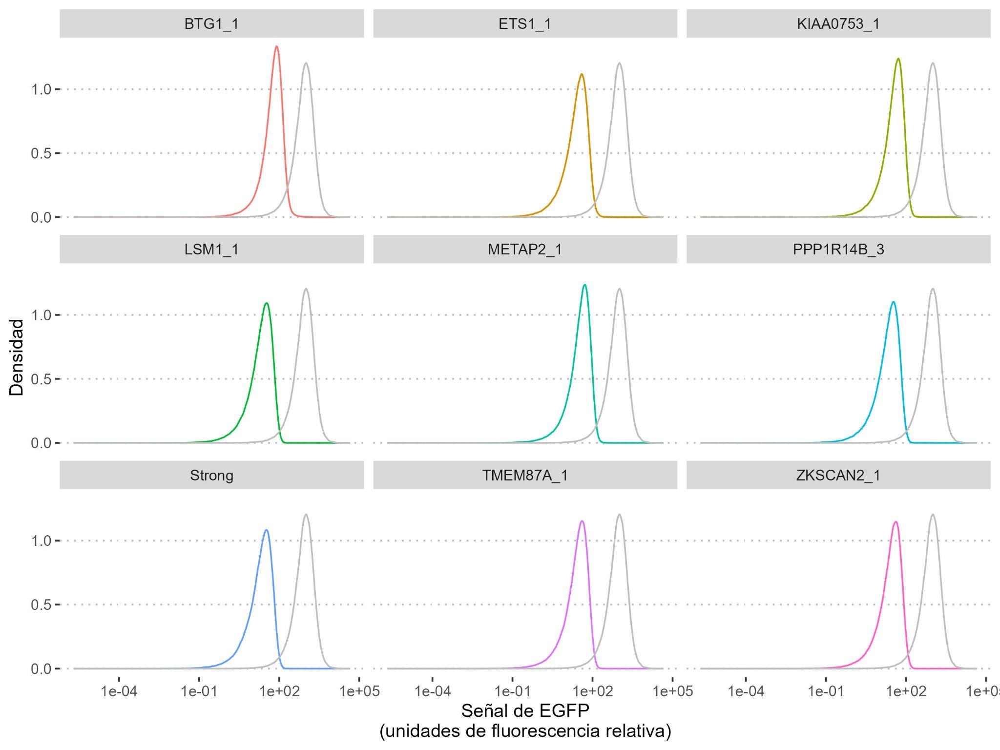 BTG1_1 ETS1_1 KIAA0753_1
1.0
0.5
0.0
LSM1_1 METAP2_1 PPP1R14B_3
1.0
0.5
0.0
Densidad
Strong TMEM87A_1 ZKSCAN2_1
1.0
0.5
0.0
1e-04 1e-01 1e+02 1e+05 1e-04 1e-01 1e+02 1e+05 1e-04 1e-01 1e+02 1e+05
Señal de EGFP
(unidades de fluorescencia relativa)